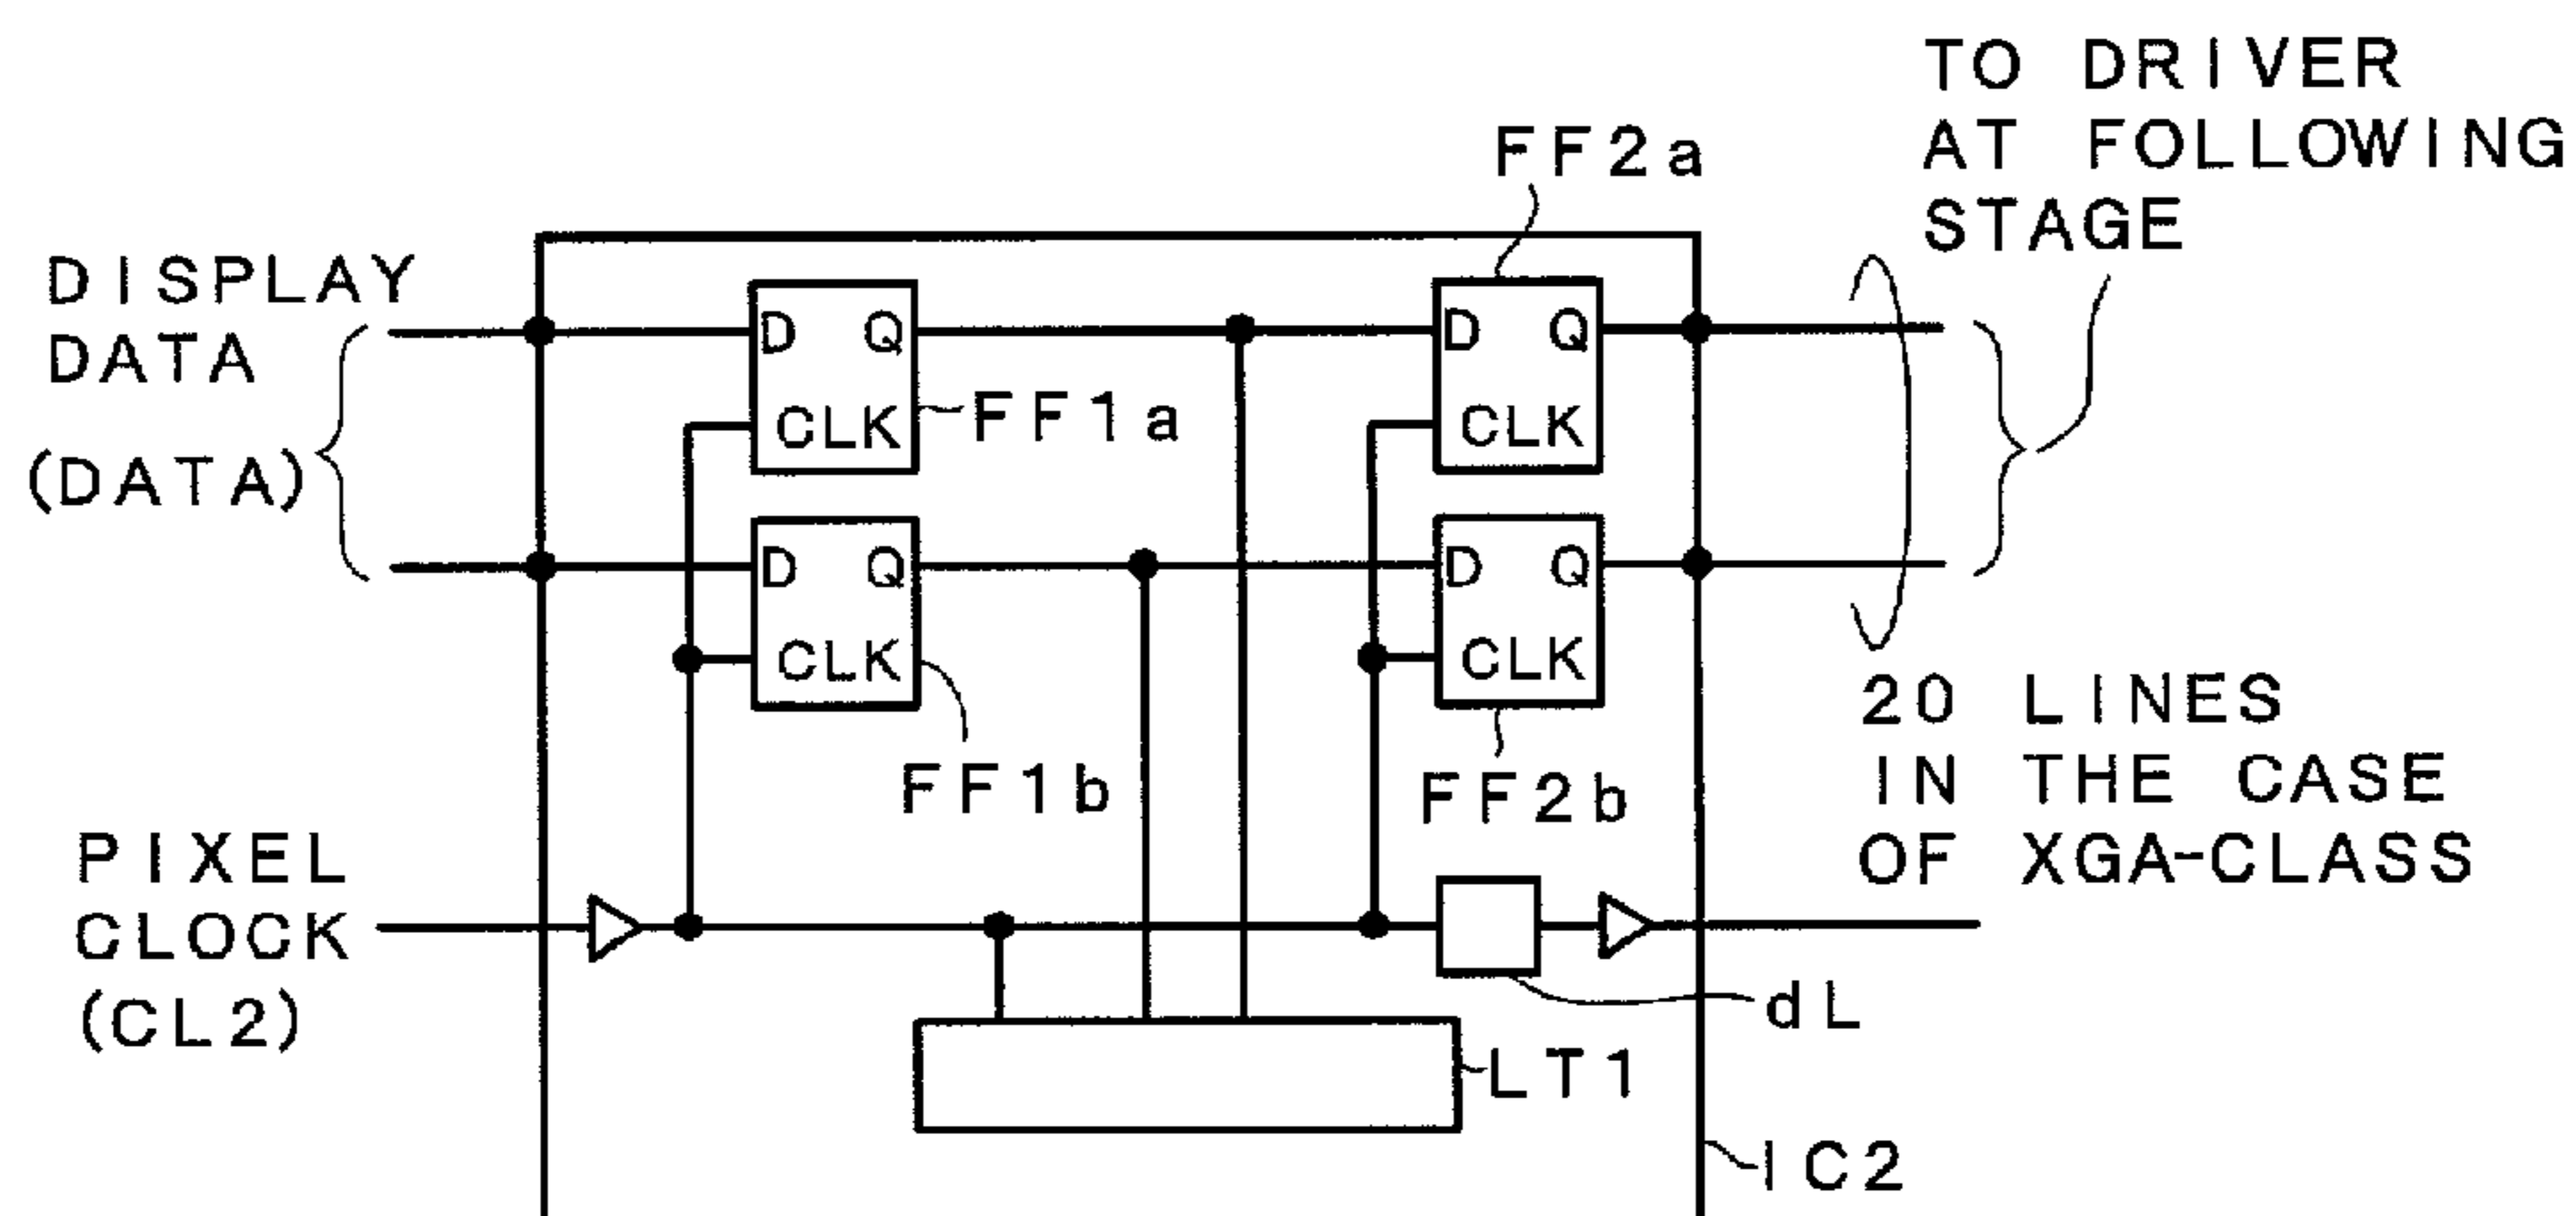 TO DRIVER
AT FOLLOWING
STAGE
FF2a
DISPLAY
DATA
(DATA)
D Q
CLK
FF1a
D Q
CLK
D Q
CLK
FF1b
D Q
CLK
FF2b
20 LINES
IN THE CASE
OF XGA-CLASS
PIXEL
CLOCK
(CL2)
dL
LT1
IC2